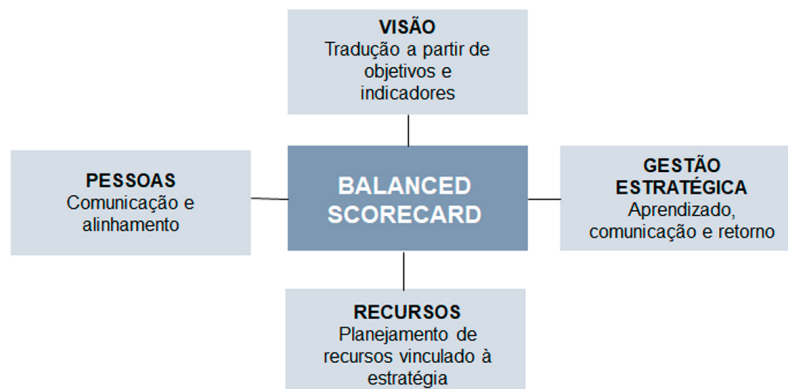 VISÃO
Tradução a partir de
objetivos e
indicadores
PESSOAS
Comunicação e
alinhamento
BALANCED
SCORECARD
GESTÃO
ESTRATÉGICA
Aprendizado,
comunicação e retorno
RECURSOS
Planejamento de
recursos vinculado à
estratégia